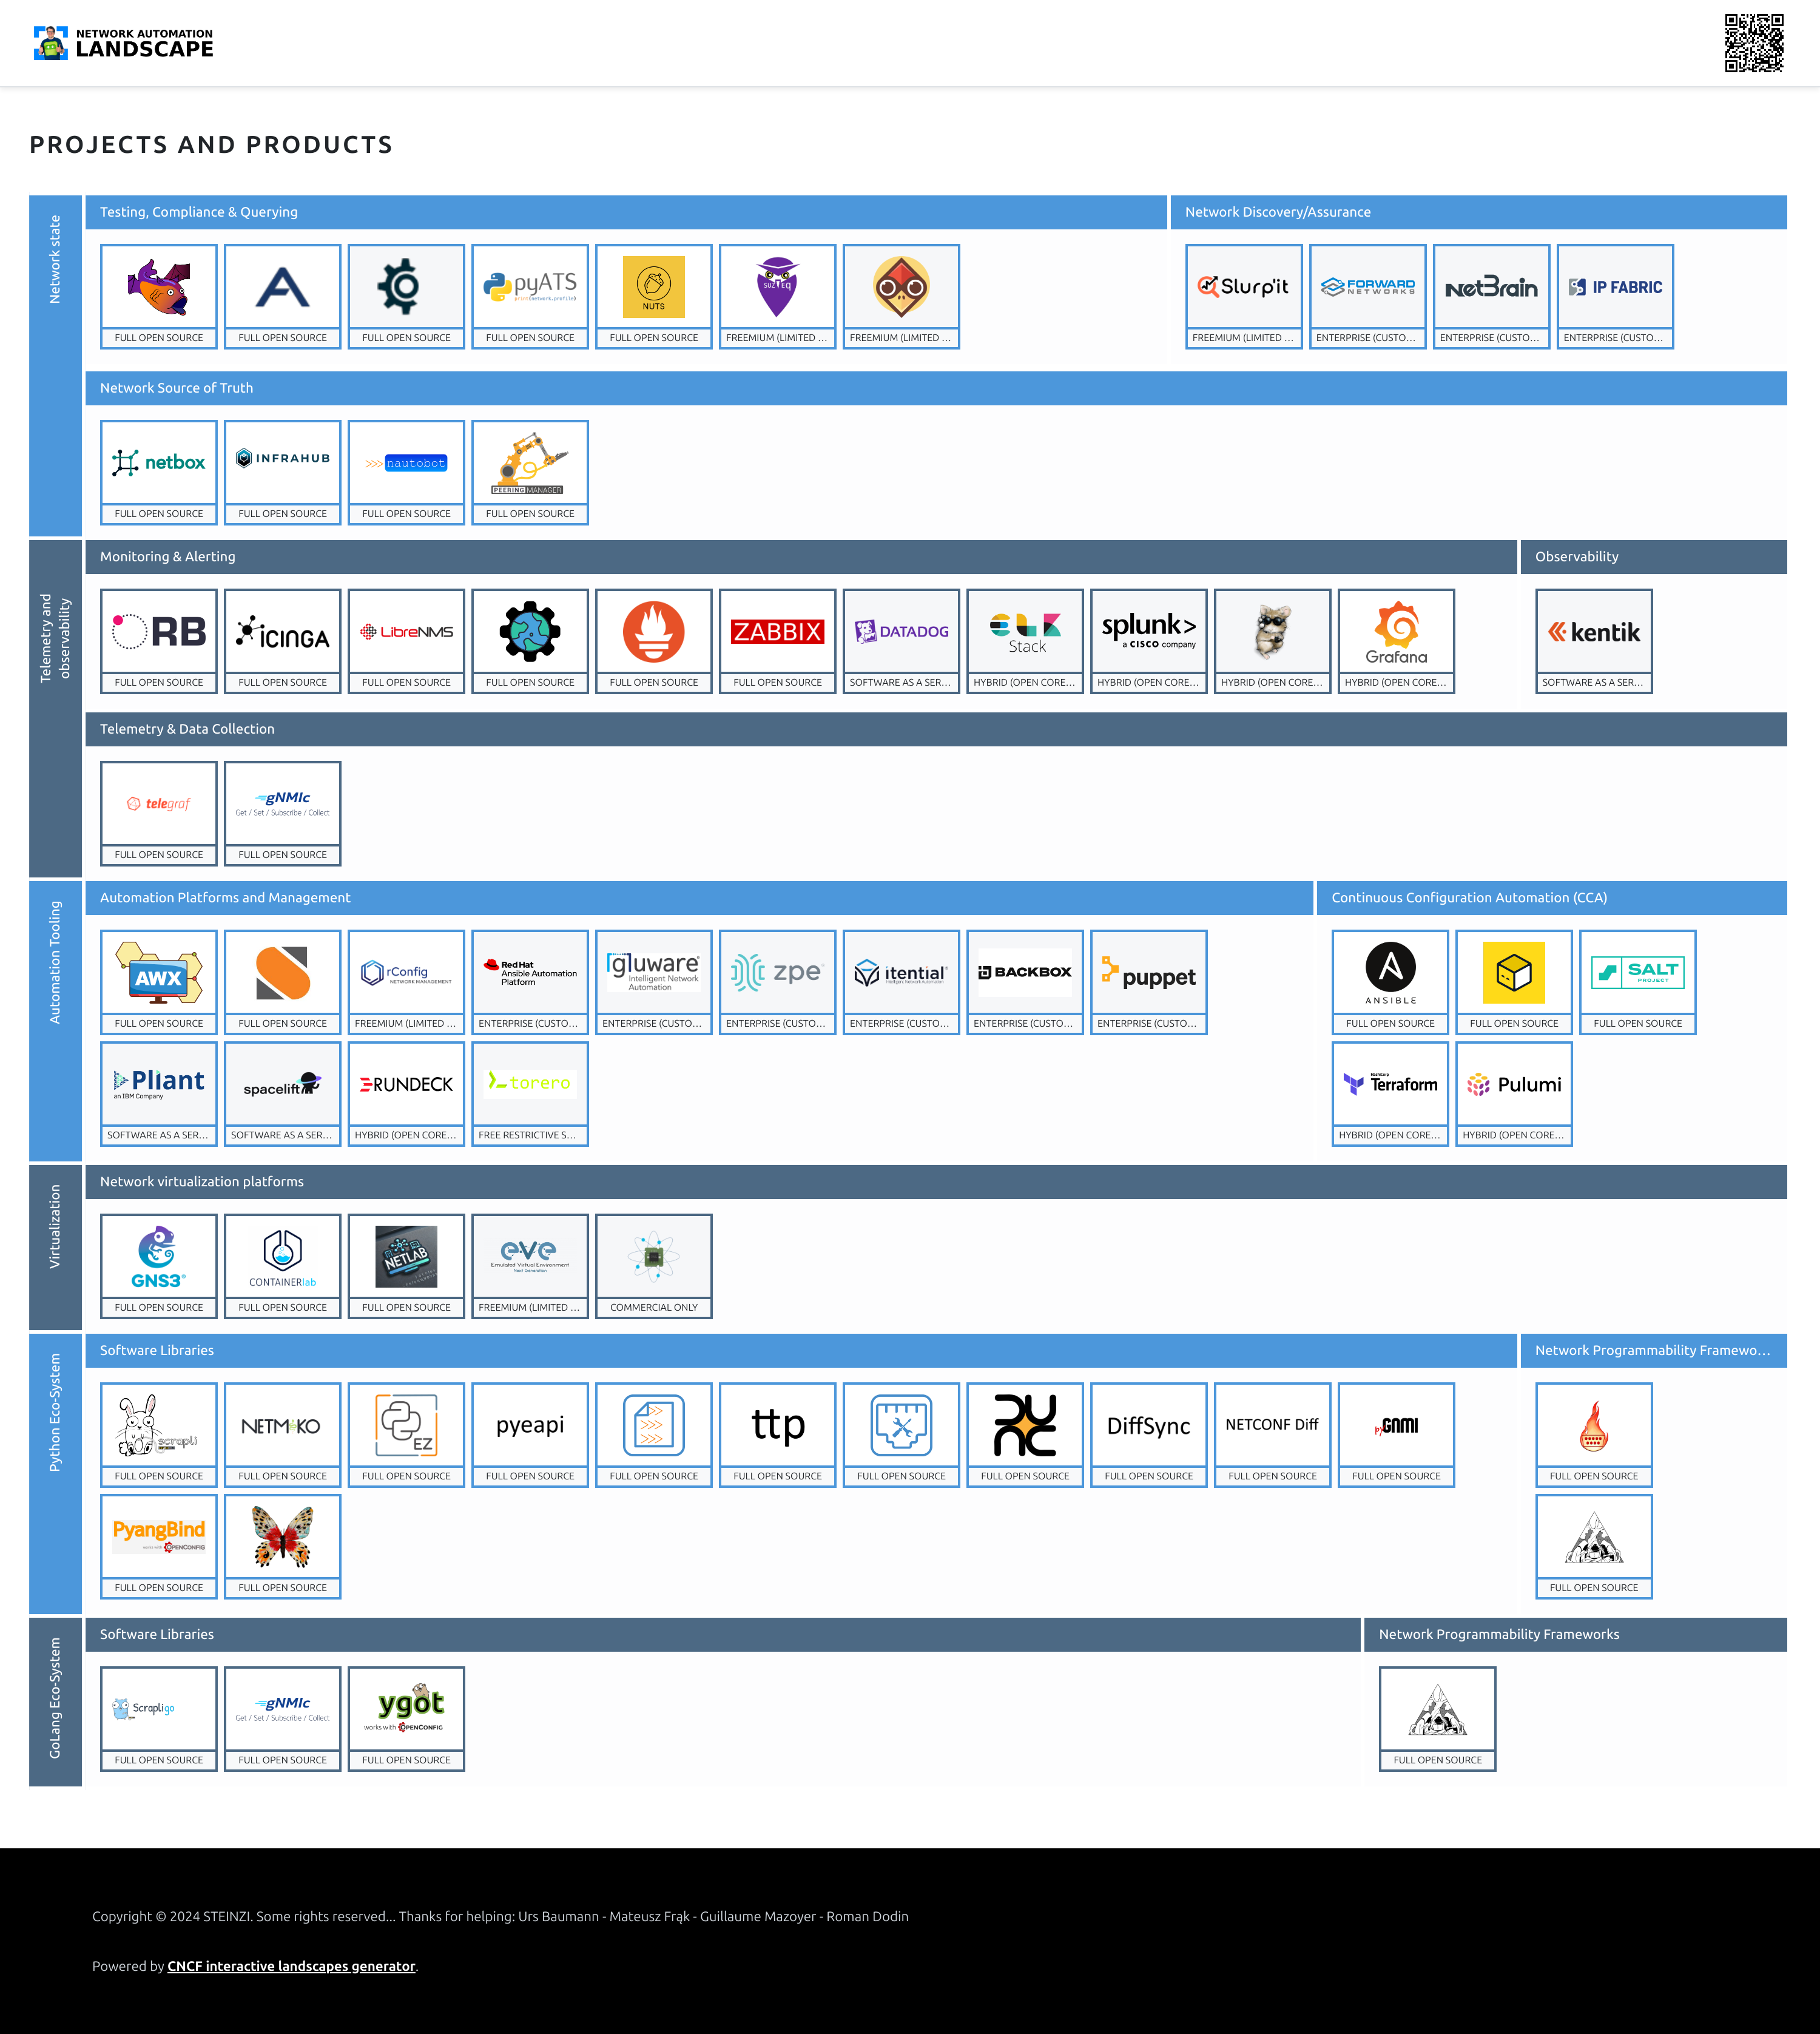 NETWORK AUTOMATION
LANDSCAPE
PROJECTS AND PRODUCTS
Network state
Testing, Compliance & Querying
Network Discovery/Assurance
pyATS
print(network.profile)
NUTS
SUZIEQ
Slurp'it
FORWARD
NETWORKS
NetBrain
IP FABRIC
FULL OPEN SOURCE
FULL OPEN SOURCE
FULL OPEN SOURCE
FULL OPEN SOURCE
FULL OPEN SOURCE
FREEMIUM (LIMITED ...
FREEMIUM (LIMITED ...
FREEMIUM (LIMITED ...
ENTERPRISE (CUSTO...
ENTERPRISE (CUSTO...
ENTERPRISE (CUSTO...
Network Source of Truth
netbox
INFRAHUB
>>> nautobot
PEERING MANAGER
FULL OPEN SOURCE
FULL OPEN SOURCE
FULL OPEN SOURCE
FULL OPEN SOURCE
Telemetry and
observability
Monitoring & Alerting
Observability
RB
ICINGA
LibreNMS
ZABBIX
DATADOG
ELK
Stack
splunk>
a CISCO company
Grafana
kentik
FULL OPEN SOURCE
FULL OPEN SOURCE
FULL OPEN SOURCE
FULL OPEN SOURCE
FULL OPEN SOURCE
FULL OPEN SOURCE
SOFTWARE AS A SER...
HYBRID (OPEN CORE...
HYBRID (OPEN CORE...
HYBRID (OPEN CORE...
HYBRID (OPEN CORE...
SOFTWARE AS A SER...
Telemetry & Data Collection
telegraf
gNMIc
Get / Set / Subscribe / Collect
FULL OPEN SOURCE
FULL OPEN SOURCE
Automation Tooling
Automation Platforms and Management
Continuous Configuration Automation (CCA)
AWX
rConfig
NETWORK MANAGEMENT
Red Hat
Ansible Automation
Platform
gluware®
Intelligent Network
Automation
zpe
itential
Intelligent Network Automation
BACKBOX
puppet
ANSIBLE
SALT
PROJECT
FULL OPEN SOURCE
FULL OPEN SOURCE
FREEMIUM (LIMITED ...
ENTERPRISE (CUSTO...
ENTERPRISE (CUSTO...
ENTERPRISE (CUSTO...
ENTERPRISE (CUSTO...
ENTERPRISE (CUSTO...
ENTERPRISE (CUSTO...
FULL OPEN SOURCE
FULL OPEN SOURCE
FULL OPEN SOURCE
Pliant
an IBM Company
spacelift
RUNDECK
torero
HashiCorp
Terraform
Pulumi
SOFTWARE AS A SER...
SOFTWARE AS A SER...
HYBRID (OPEN CORE...
FREE RESTRICTIVE S...
HYBRID (OPEN CORE...
HYBRID (OPEN CORE...
Virtualization
Network virtualization platforms
GNS3
CONTAINERlab
NETLAB
eve
Emulated Virtual Environment
Next Generation
FULL OPEN SOURCE
FULL OPEN SOURCE
FULL OPEN SOURCE
FREEMIUM (LIMITED ...
COMMERCIAL ONLY
Python Eco-System
Software Libraries
Network Programmability Framewo...
scrapli
NETMIKO
EZ
pyeapi
ttp
DiffSync
NETCONF Diff
pyGNMI
FULL OPEN SOURCE
FULL OPEN SOURCE
FULL OPEN SOURCE
FULL OPEN SOURCE
FULL OPEN SOURCE
FULL OPEN SOURCE
FULL OPEN SOURCE
FULL OPEN SOURCE
FULL OPEN SOURCE
FULL OPEN SOURCE
FULL OPEN SOURCE
FULL OPEN SOURCE
PyangBind
works with OPENCONFIG
FULL OPEN SOURCE
FULL OPEN SOURCE
FULL OPEN SOURCE
GoLang Eco-System
Software Libraries
Network Programmability Frameworks
Scrapligo
gNMIc
Get / Set / Subscribe / Collect
ygot
works with OPENCONFIG
FULL OPEN SOURCE
FULL OPEN SOURCE
FULL OPEN SOURCE
FULL OPEN SOURCE
Copyright © 2024 STEINZI. Some rights reserved... Thanks for helping: Urs Baumann - Mateusz Frąk - Guillaume Mazoyer - Roman Dodin
Powered by CNCF interactive landscapes generator.